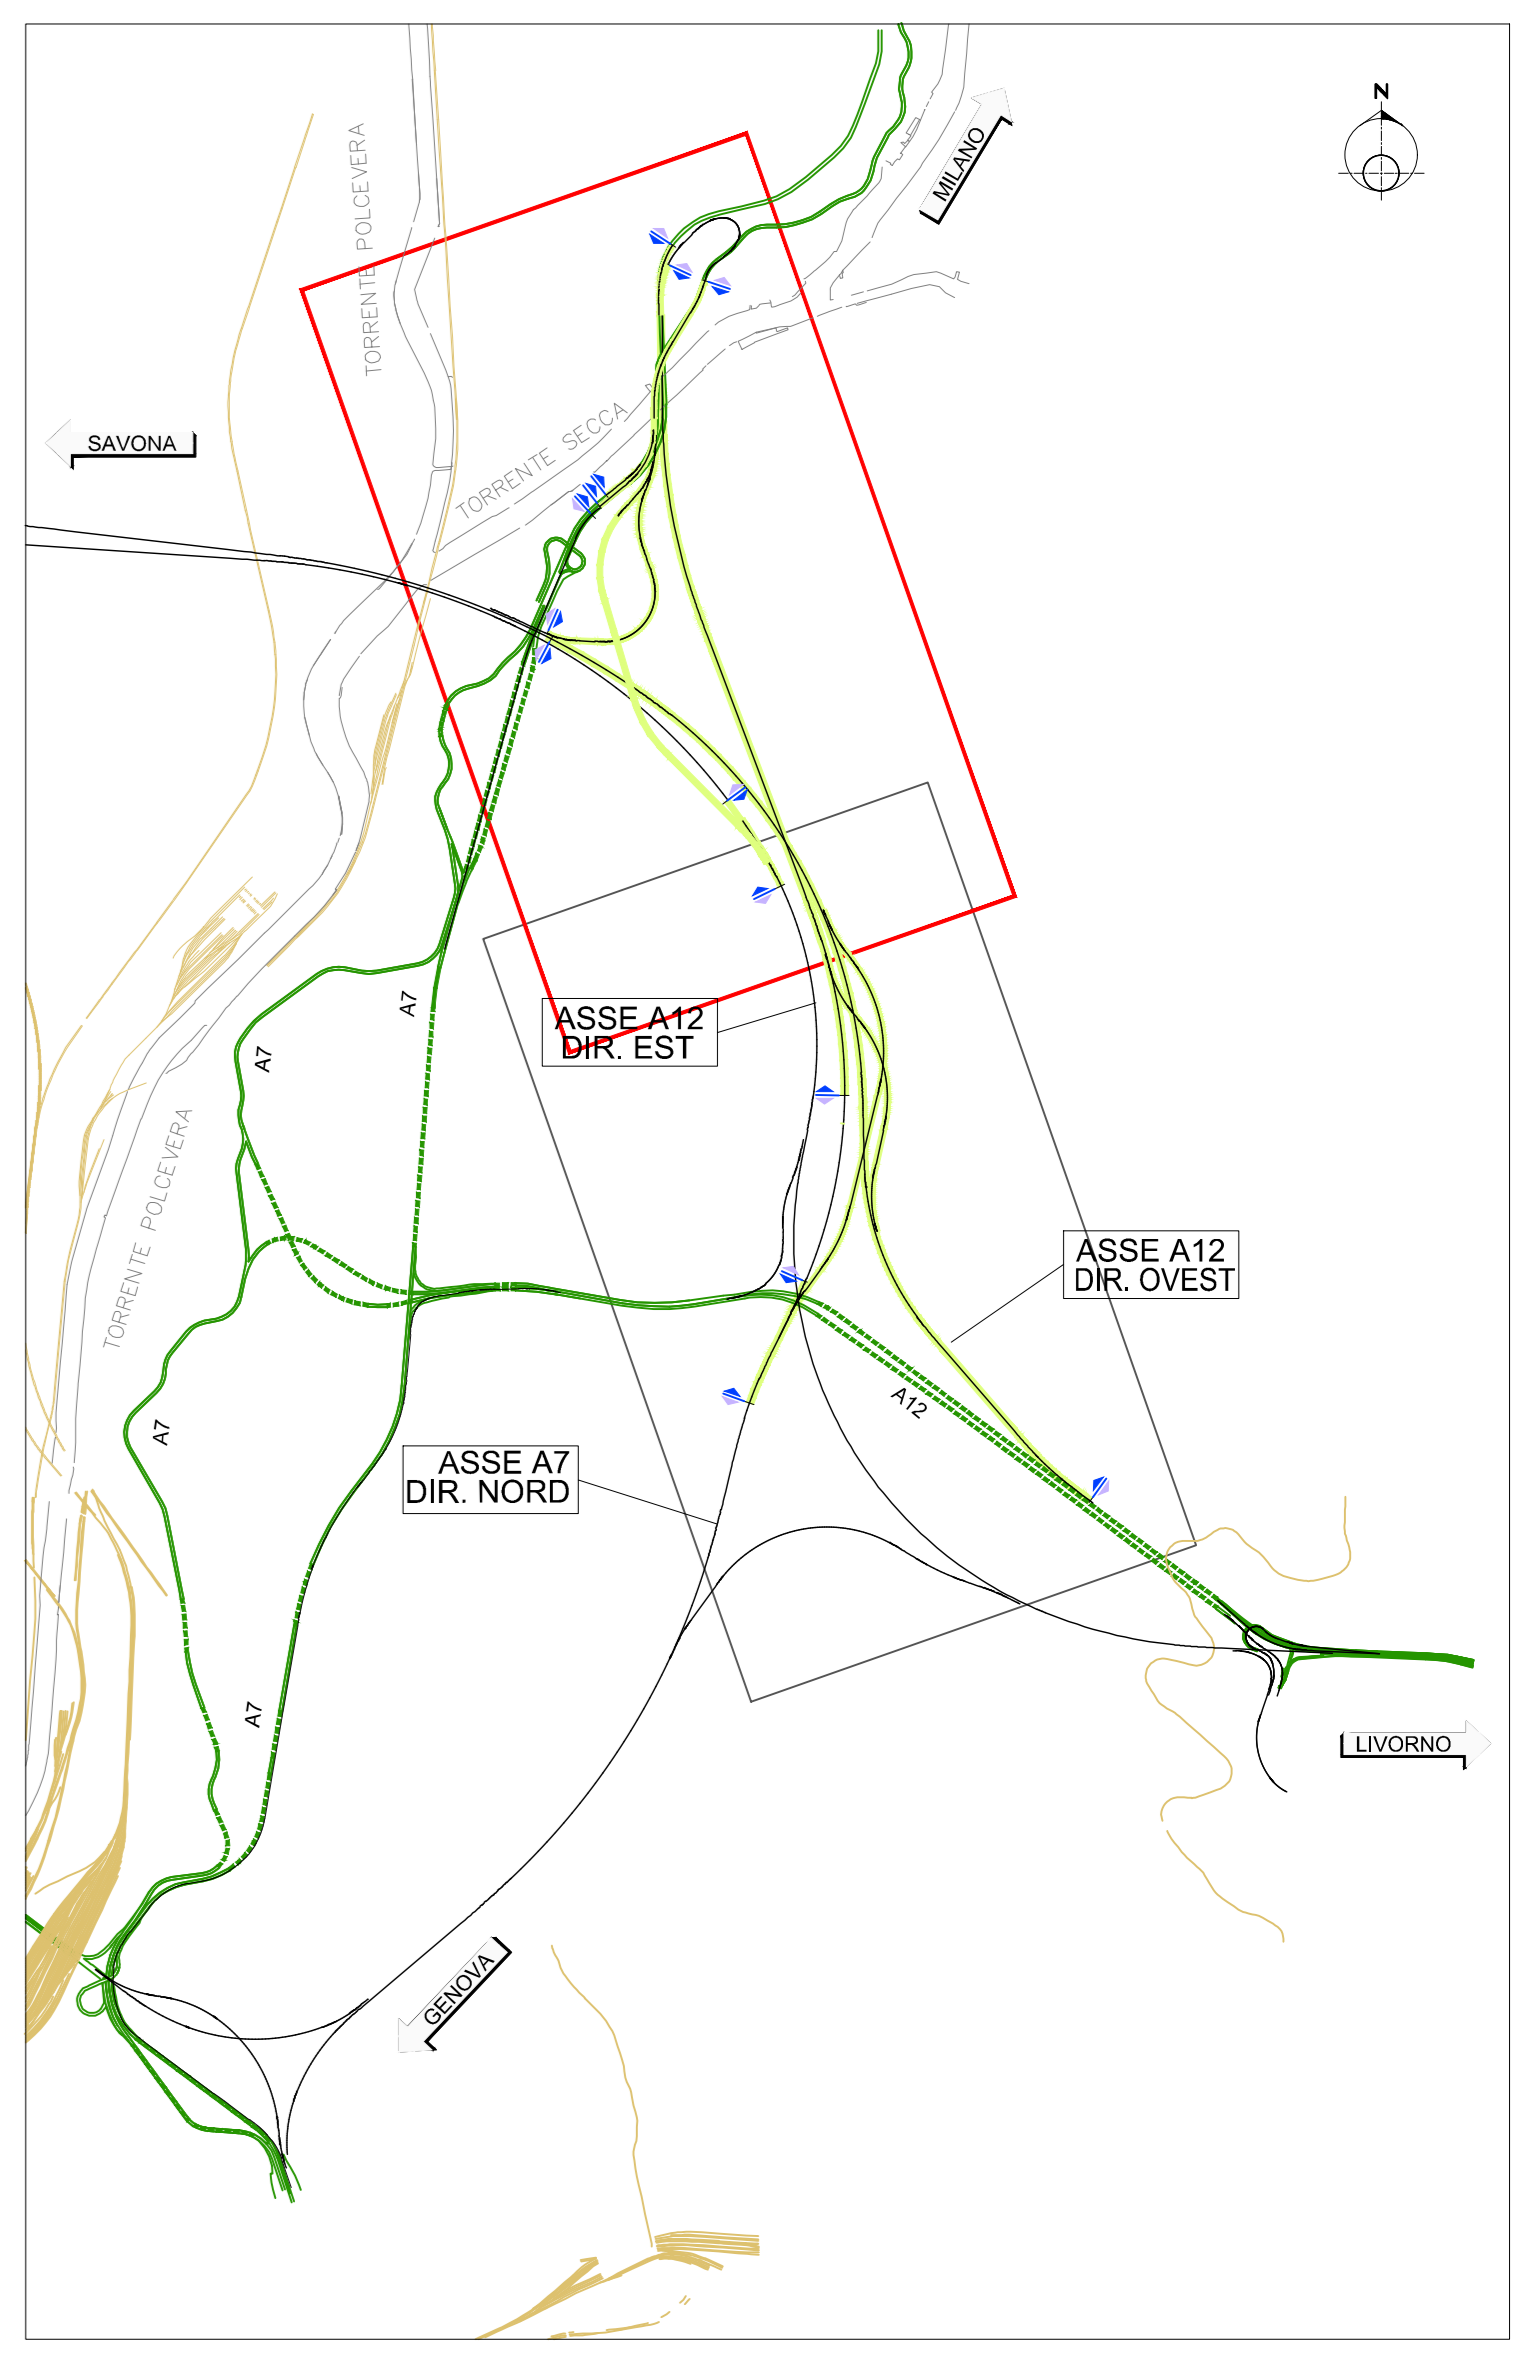 N
MILANO
TORRENTE POLCEVERA
SAVONA
TORRENTE SECCA
A7
A7
ASSE A12
DIR. EST
TORRENTE POLCEVERA
ASSE A12
DIR. OVEST
A12
A7
ASSE A7
DIR. NORD
A7
LIVORNO
GENOVA